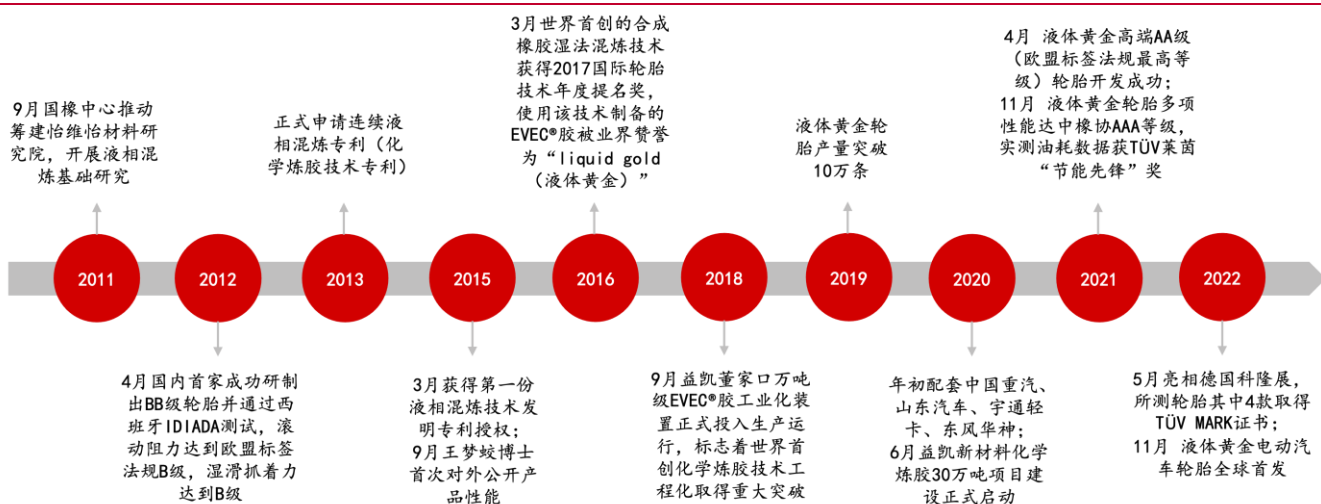 9月国橡中心推动
筹建怡维怡材料研
究院，开展液相混
炼基础研究
正式申请连续液
相混炼专利（化
学炼胶技术专利）
3月世界首创的合成
橡胶湿法混炼技术
获得2017国际轮胎
技术年度提名奖，
使用该技术制备的
EVEC®胶被业界赞誉
为“liquid gold
（液体黄金）”
液体黄金轮
胎产量突破
10万条
4月 液体黄金高端AA级
（欧盟标签法规最高等
级）轮胎开发成功；
11月 液体黄金轮胎多项
性能达中橡协AAA等级，
实测油耗数据获TÜV莱茵
“节能先锋”奖
2011
2012
2013
2015
2016
2018
2019
2020
2021
2022
4月国内首家成功研制
出BB级轮胎并通过西
班牙IDIADA测试，滚
动阻力达到欧盟标签
法规B级，湿滑抓着力
达到B级
3月获得第一份
液相混炼技术发
明专利授权；
9月王梦蛟博士
首次对外公开产
品性能
9月益凯董家口万吨
级EVEC®胶工业化装
置正式投入生产运
行，标志着世界首
创化学炼胶技术工
程化取得重大突破
年初配套中国重汽、
山东汽车、宇通轻
卡、东风华神；
6月益凯新材料化学
炼胶30万吨项目建
设正式启动
5月亮相德国科隆展，
所测轮胎其中4款取得
TÜV MARK证书；
11月 液体黄金电动汽
车轮胎全球首发